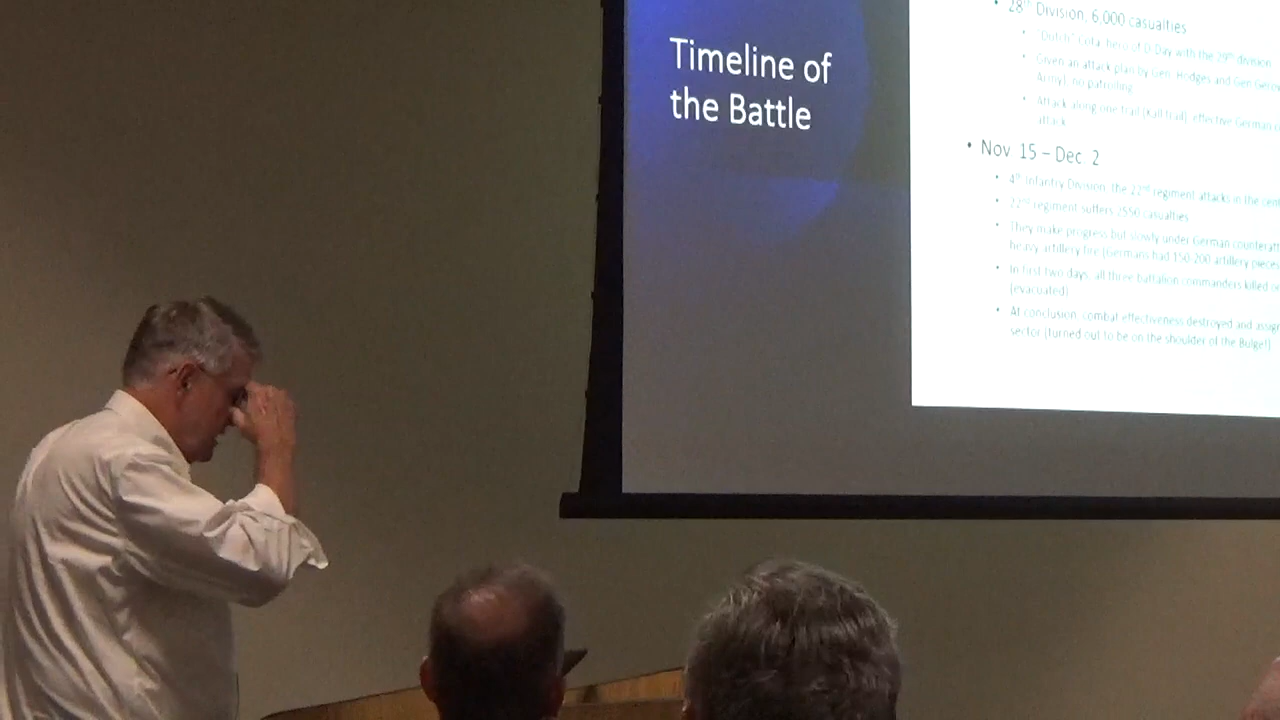 Timeline of
the Battle
• 28th Division, 6,000 casualties
• "Dutch" Cota, hero of D-Day with the 29th division
• Given an attack plan by Gen. Hodges and Gen
Army), no patrolling
• Attack along one trail (Kall trail), effective German
attack
• Nov 15 – Dec 2
• 4th Infantry Division, the 22nd regiment attacks in the
• 22nd regiment suffers 2550 casualties
• They make progress but slowly under German
heavy artillery fire (Germans had 150-200 artillery pieces
• In first two days, all three battalion commanders killed
(evacuated)
• At conclusion, combat effectiveness destroyed and
sector (turned out to be on the shoulder of the Bulge!)